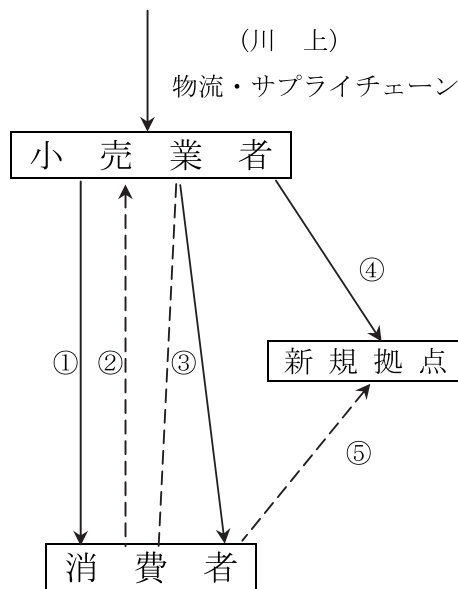 (川　上)
物流・サプライチェーン
小　売　業　者
④
新 規 拠 点
①
②
③
⑤
消　費　者